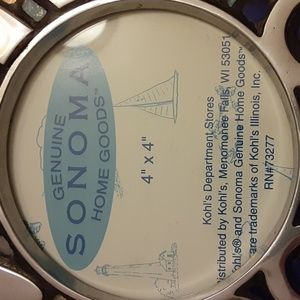 GENUINE
SONOMA
HOME GOODS™
4" x 4"
Kohl's Department Stores
Distributed by Kohl's, Menomonee Falls, WI 53051
Kohl's® and Sonoma Genuine Home Goods™
are trademarks of Kohl's Illinois, Inc.
RN#73277